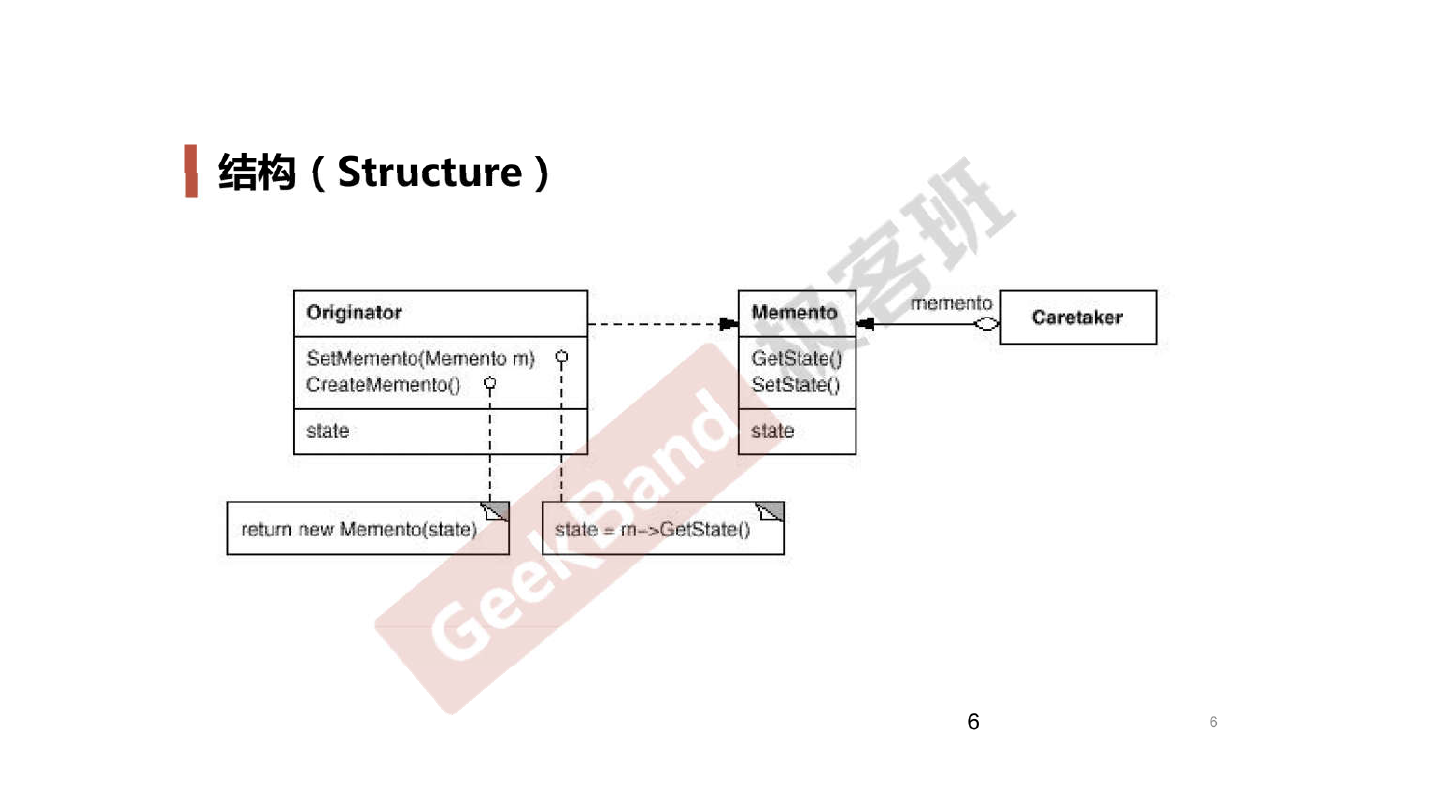 结构（Structure）
Originator
SetMemento(Memento m)
CreateMemento()
state
Memento
GetState()
SetState()
state
memento
Caretaker
return new Memento(state)
state = m->GetState()
GeekBand
极客班
6
6